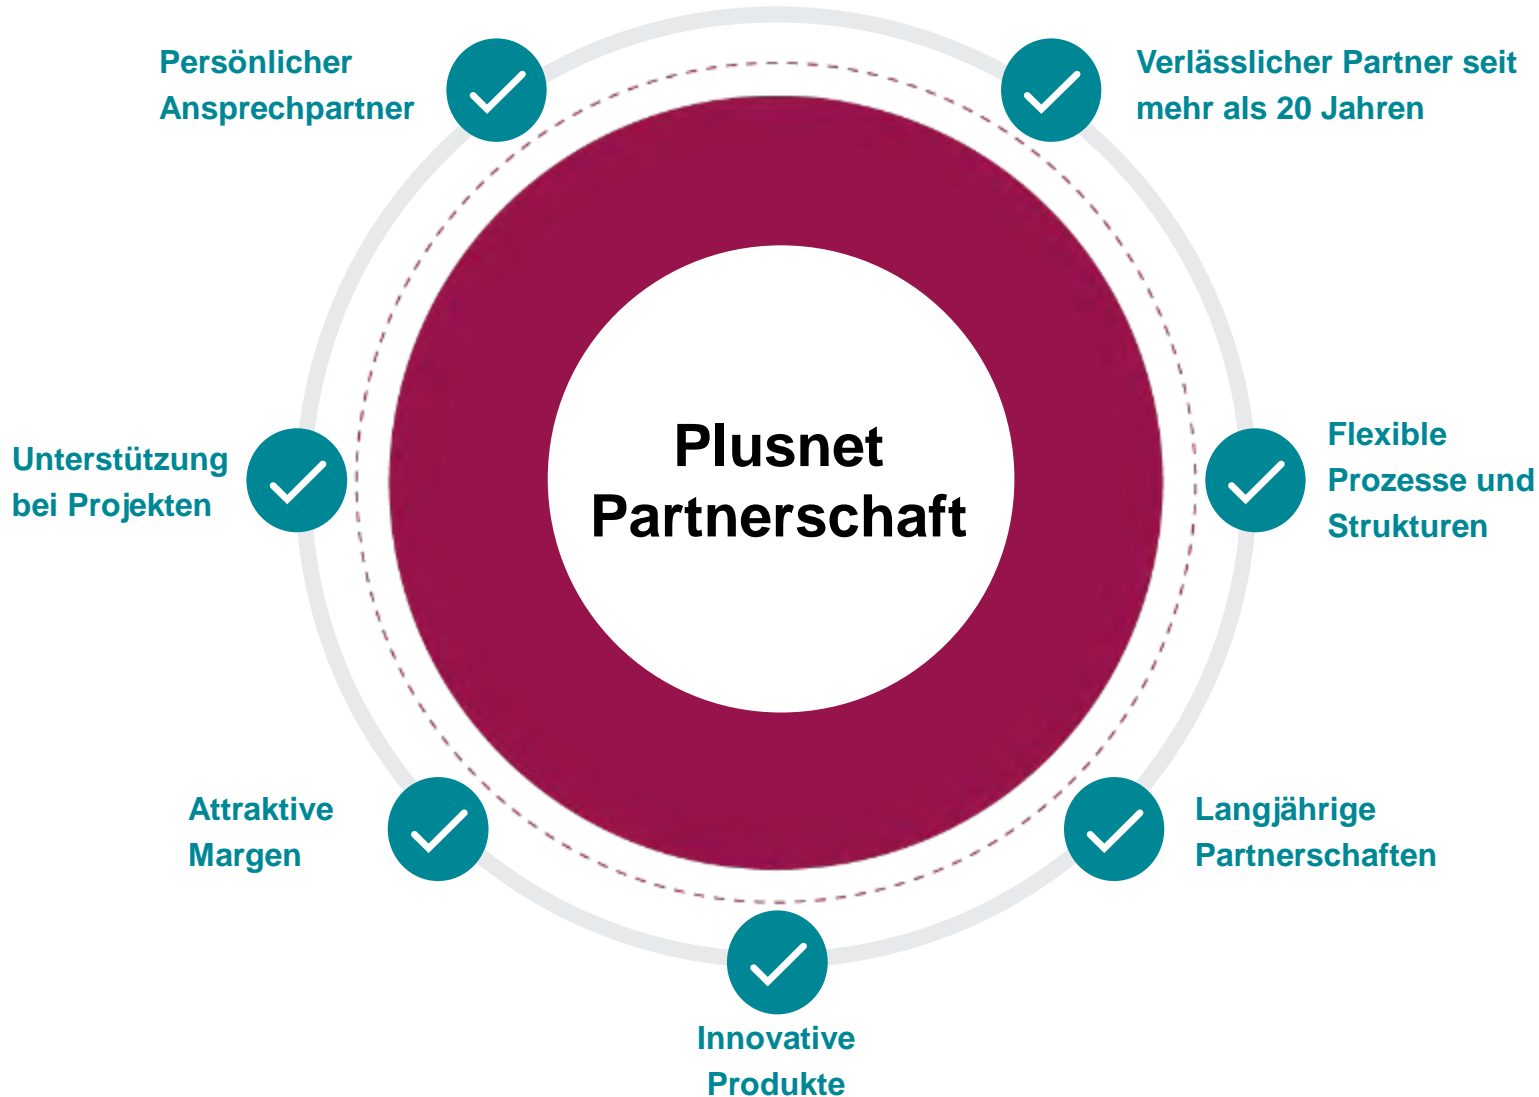 Persönlicher
Ansprechpartner
Verlässlicher Partner seit
mehr als 20 Jahren
Unterstützung
bei Projekten
Plusnet
Partnerschaft
Flexible
Prozesse und
Strukturen
Attraktive
Margen
Langjährige
Partnerschaften
Innovative
Produkte